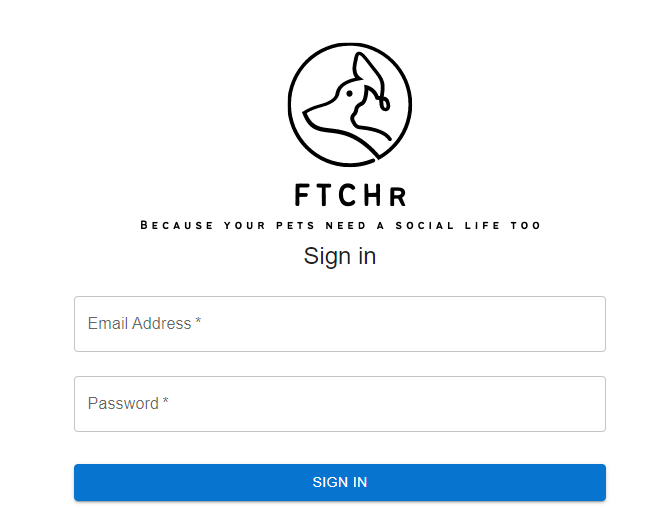 FTCHR
BECAUSE YOUR PETS NEED A SOCIAL LIFE TOO
Sign in
Email Address *
Password *
SIGN IN